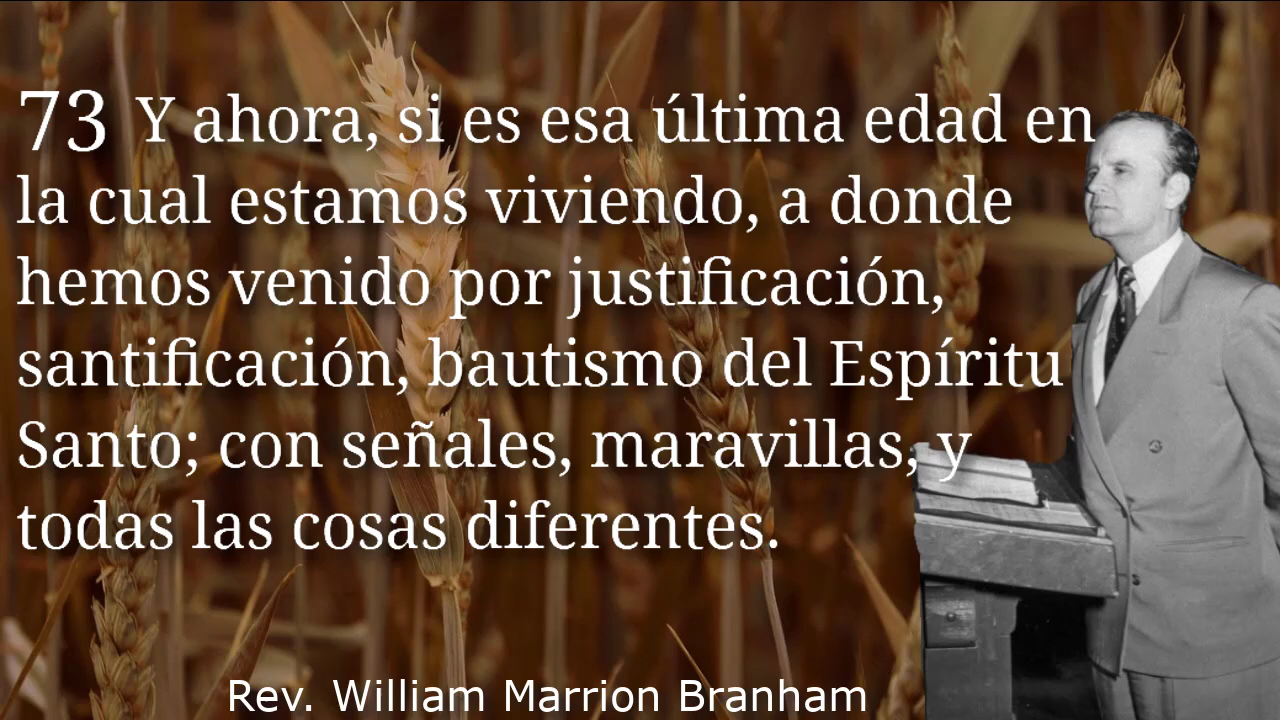 73 Y ahora, si es esa última edad en
la cual estamos viviendo, a donde
hemos venido por justificación,
santificación, bautismo del Espíritu
Santo; con señales, maravillas, y
todas las cosas diferentes.
Rev. William Marrion Branham